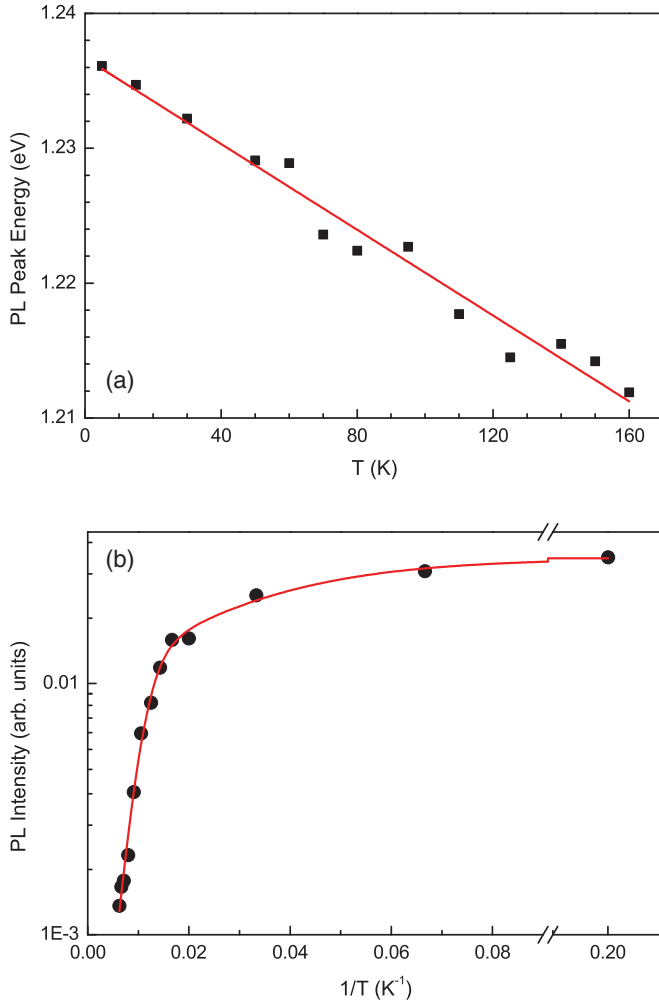 1.24
1.23
1.22
1.21
PL Peak Energy (eV)
(a)
0 40 80 120 160
T (K)
(b)
0.01
1E-3
PL Intensity (arb. units)
0.00 0.02 0.04 0.06 0.08 0.20
1/T (K⁻¹)